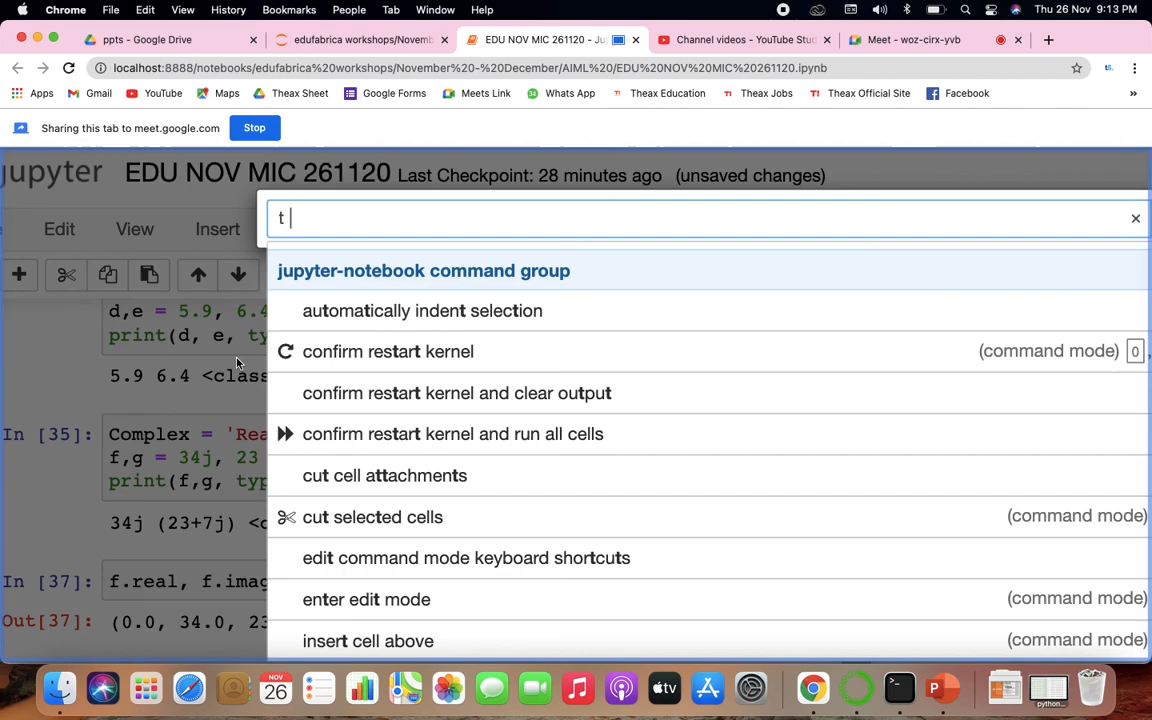 Chrome File Edit View History Bookmarks People Tab Window Help Thu 26 Nov 9:13 PM
ppts - Google Drive edufabrica workshops/Novemb EDU NOV MIC 261120 - Ju Channel videos - YouTube Stud Meet - woz-cirx-yvb
localhost:8888/notebooks/edufabrica%20workshops/November%20-%20December/AIML%20/EDU%20NOV%20MIC%20261120.ipynb
Apps Gmail YouTube Maps Theax Sheet Google Forms Meets Link Whats App Theax Education Theax Jobs Theax Official Site Facebook »
Sharing this tab to meet.google.com Stop
jupyter EDU NOV MIC 261120 Last Checkpoint: 28 minutes ago (unsaved changes)
t
Edit View Insert
jupyter-notebook command group
automatically indent selection
confirm restart kernel (command mode) 0,
confirm restart kernel and clear output
confirm restart kernel and run all cells
cut cell attachments
cut selected cells (command mode)
edit command mode keyboard shortcuts
enter edit mode (command mode)
insert cell above (command mode)
d,e = 5.9, 6.4
print(d, e, ty
5.9 6.4 <class
In [35]: Complex = 'Rea
f,g = 34j, 23
print(f,g, typ
34j (23+7j) <c
In [37]: f.real, f.imag
Out[37]: (0.0, 34.0, 23
NOV
26
tv
python...